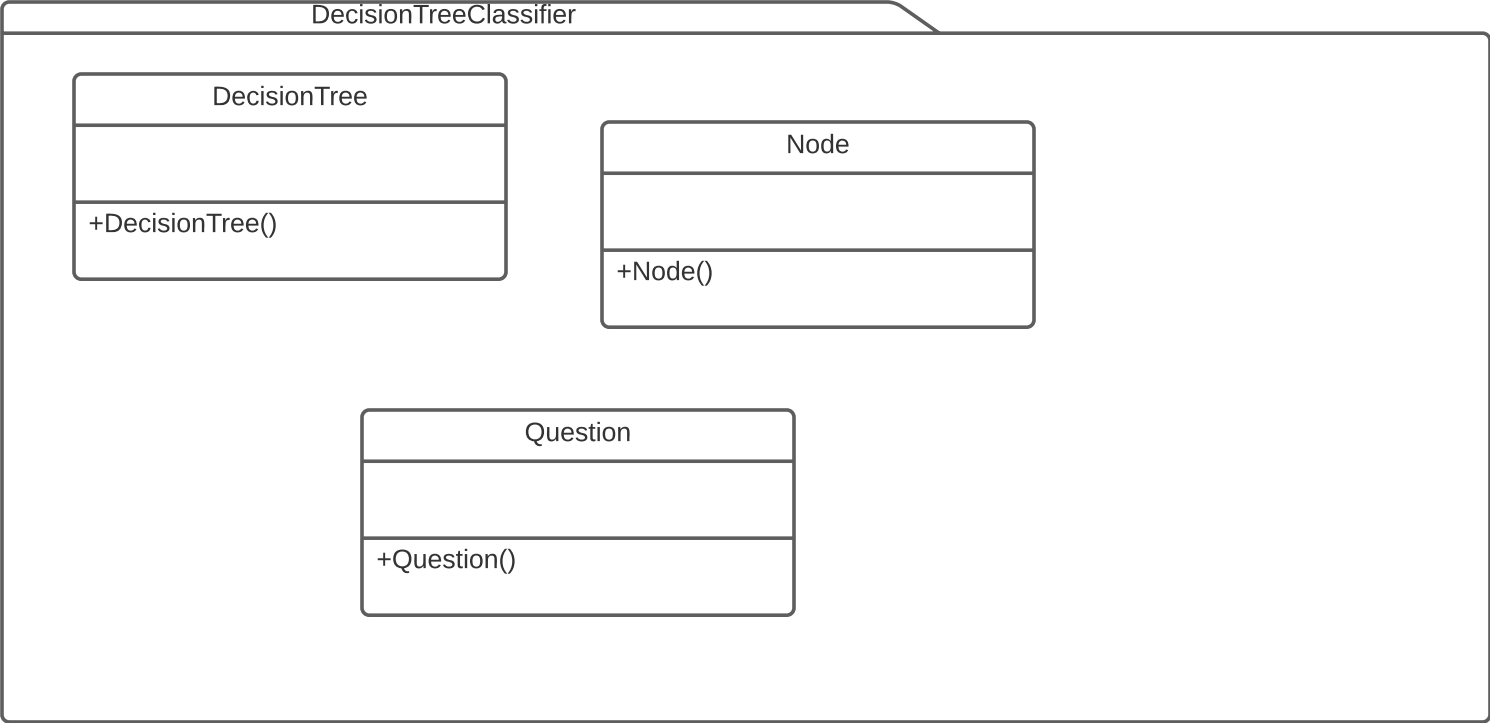 DecisionTreeClassifier
DecisionTree
+DecisionTree()
Node
+Node()
Question
+Question()